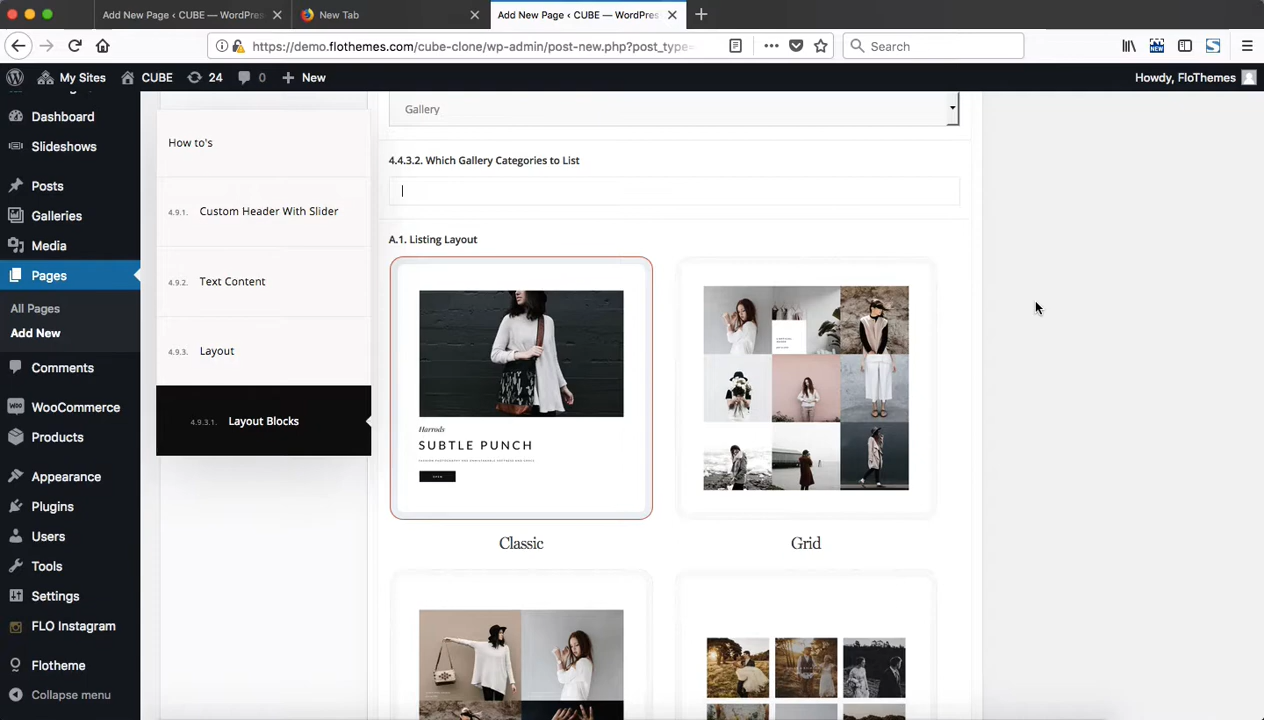 Add New Page ‹ CUBE — WordPres
New Tab
Add New Page ‹ CUBE — WordPres
https://demo.flothemes.com/cube-clone/wp-admin/post-new.php?post_type=
Search
NEW
My Sites
CUBE
24
0
New
Howdy, FloThemes
Dashboard
Slideshows
Posts
Galleries
Media
Pages
All Pages
Add New
Comments
WooCommerce
Products
Appearance
Plugins
Users
Tools
Settings
FLO Instagram
Flotheme
Collapse menu
How to's
4.9.1. Custom Header With Slider
4.9.2. Text Content
4.9.3. Layout
4.9.3.1. Layout Blocks
Gallery
4.4.3.2. Which Gallery Categories to List
A.1. Listing Layout
Harrods
SUBTLE PUNCH
OPEN
Classic
Grid